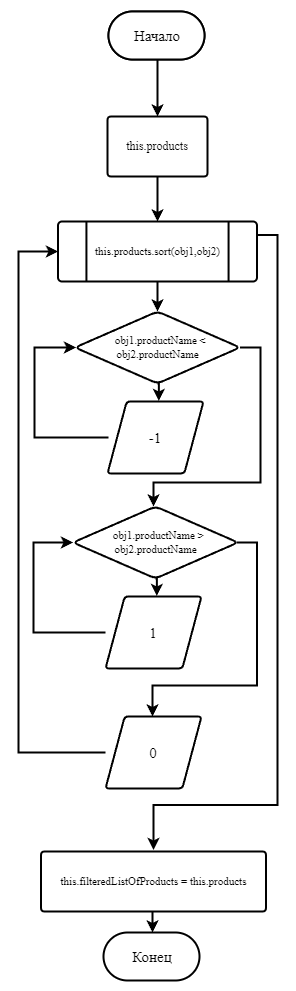 Начало
this.products
this.products.sort(obj1,obj2)
obj1.productName <
obj2.productName
-1
obj1.productName >
obj2.productName
1
0
this.filteredListOfProducts = this.products
Конец